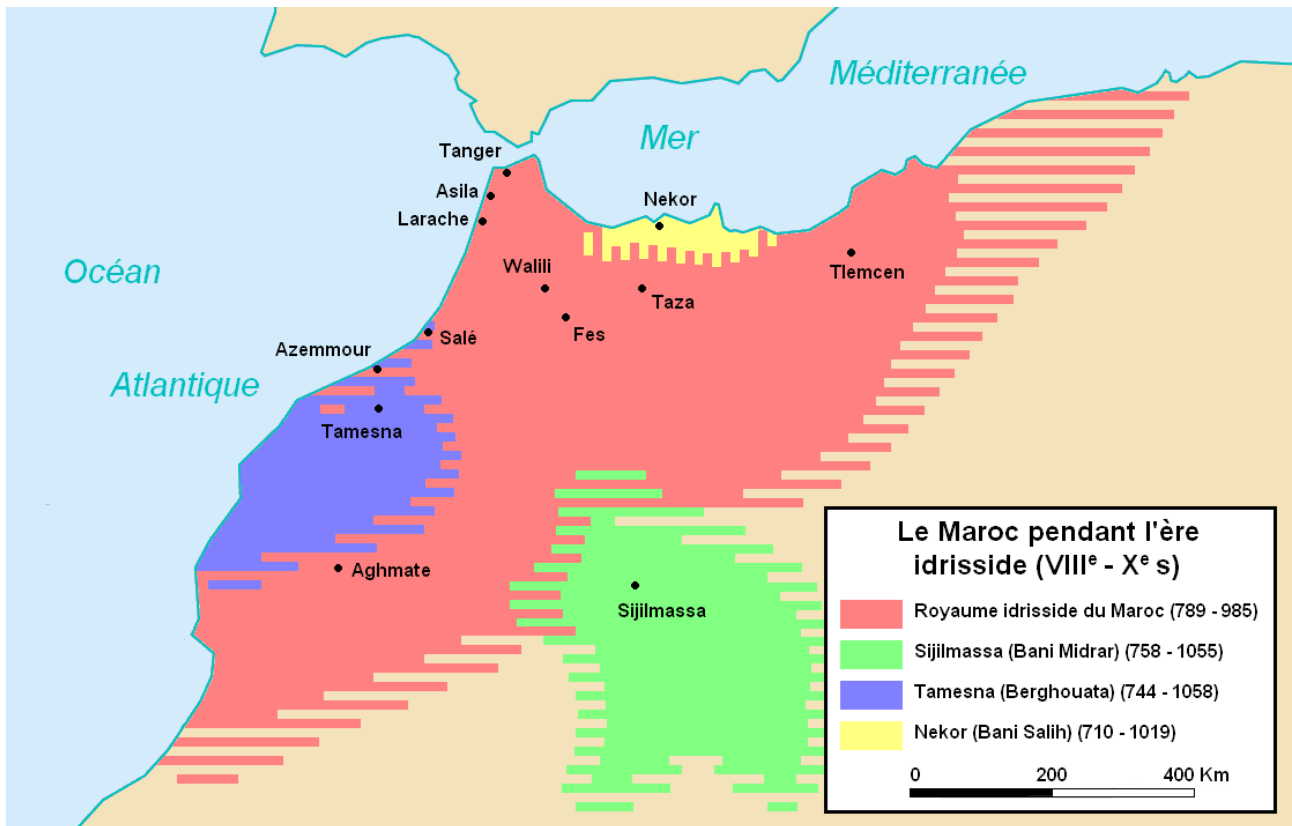 Méditerranée
Mer
Tanger
Asila
Nekor
Larache
Océan
Walili
Tlemcen
Taza
Fes
Salé
Azemmour
Atlantique
Tamesna
Aghmate
Sijilmassa
Le Maroc pendant l'ère
idrisside (VIIIe - Xe s)
Royaume idrisside du Maroc (789 - 985)
Sijilmassa (Bani Midrar) (758 - 1055)
Tamesna (Berghouata) (744 - 1058)
Nekor (Bani Salih) (710 - 1019)
0 200 400 Km